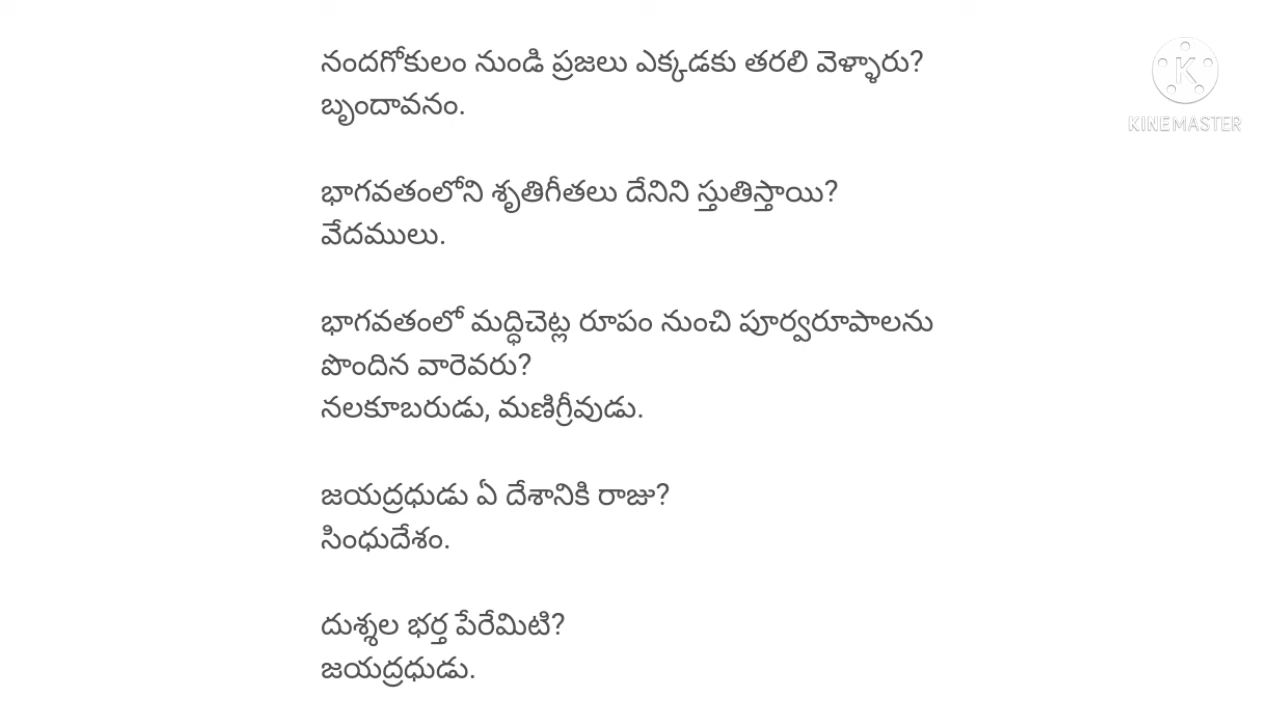 నందగోకులం నుండి ప్రజలు ఎక్కడకు తరలి వెళ్ళారు?
బృందావనం.
భాగవతంలోని శృతిగీతలు దేనిని స్తుతిస్తాయి?
వేదములు.
భాగవతంలో మద్ధిచెట్ల రూపం నుంచి పూర్వరూపాలను
పొందిన వారెవరు?
నలకూబరుడు, మణిగ్రీవుడు.
జయద్రధుడు ఏ దేశానికి రాజు?
సింధుదేశం.
దుశ్శల భర్త పేరేమిటి?
జయద్రధుడు.
K
KINEMASTER